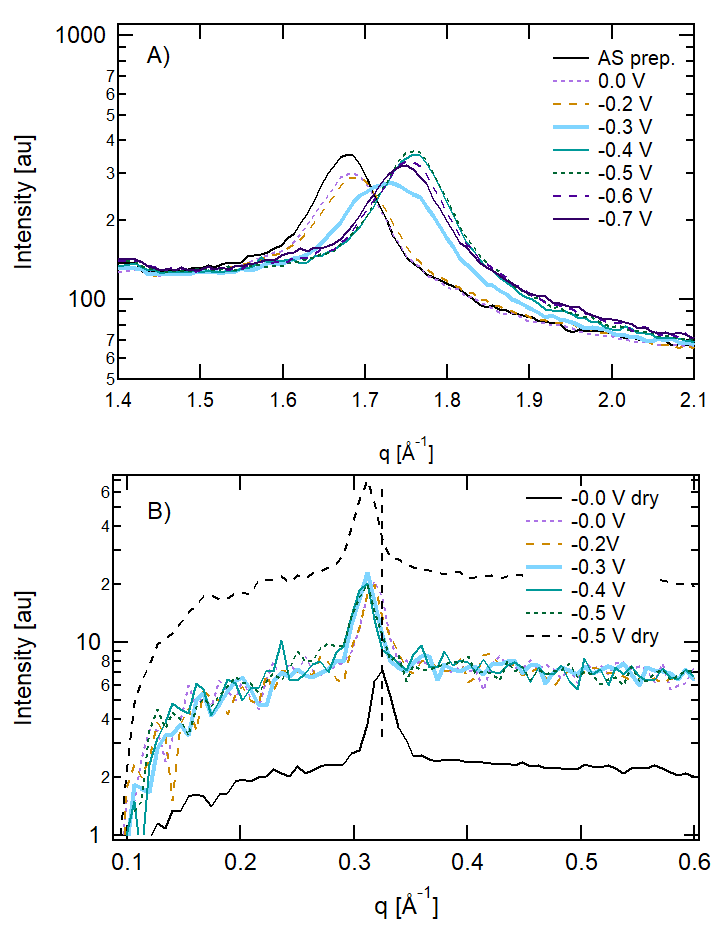 1000
7
6
5
4
3
2
100
7
6
5
Intensity [au]
A)
AS prep.
0.0 V
-0.2 V
-0.3 V
-0.4 V
-0.5 V
-0.6 V
-0.7 V
1.4 1.5 1.6 1.7 1.8 1.9 2.0 2.1
q [Å-1]
6
4
2
10
8
6
4
2
1
Intensity [au]
B)
-0.0 V dry
-0.0 V
-0.2V
-0.3 V
-0.4 V
-0.5 V
-0.5 V dry
0.1 0.2 0.3 0.4 0.5 0.6
q [Å-1]